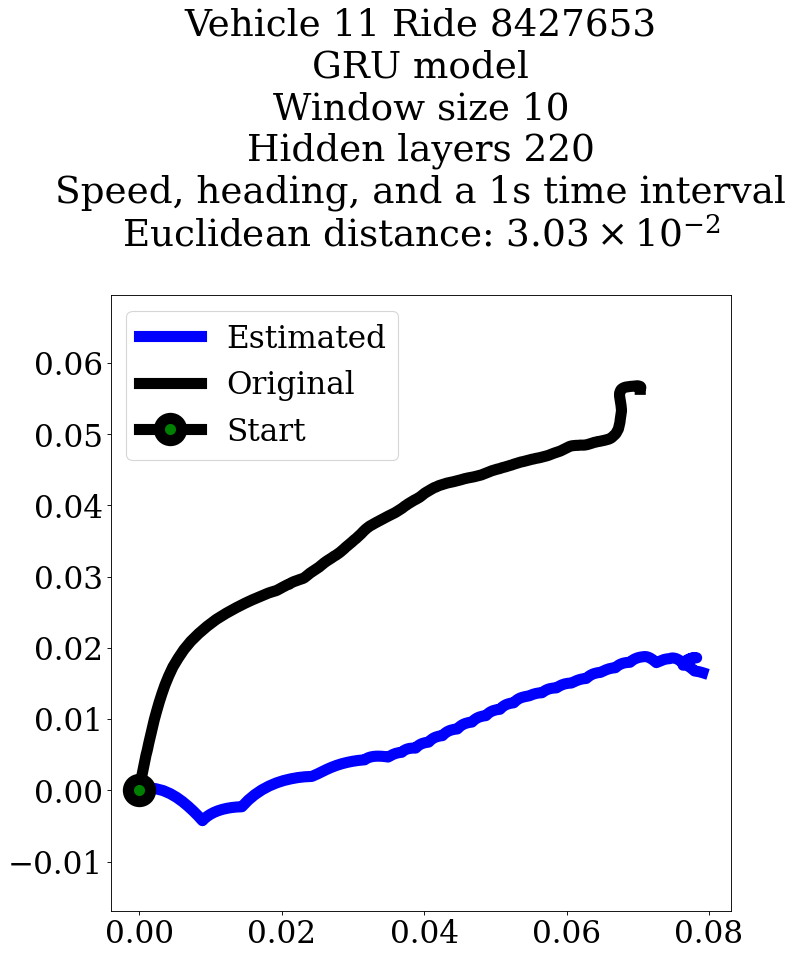 Vehicle 11 Ride 8427653
GRU model
Window size 10
Hidden layers 220
Speed, heading, and a 1s time interval
Euclidean distance: 3.03 × 10⁻²
Estimated
Original
Start
0.06
0.05
0.04
0.03
0.02
0.01
0.00
−0.01
0.00 0.02 0.04 0.06 0.08